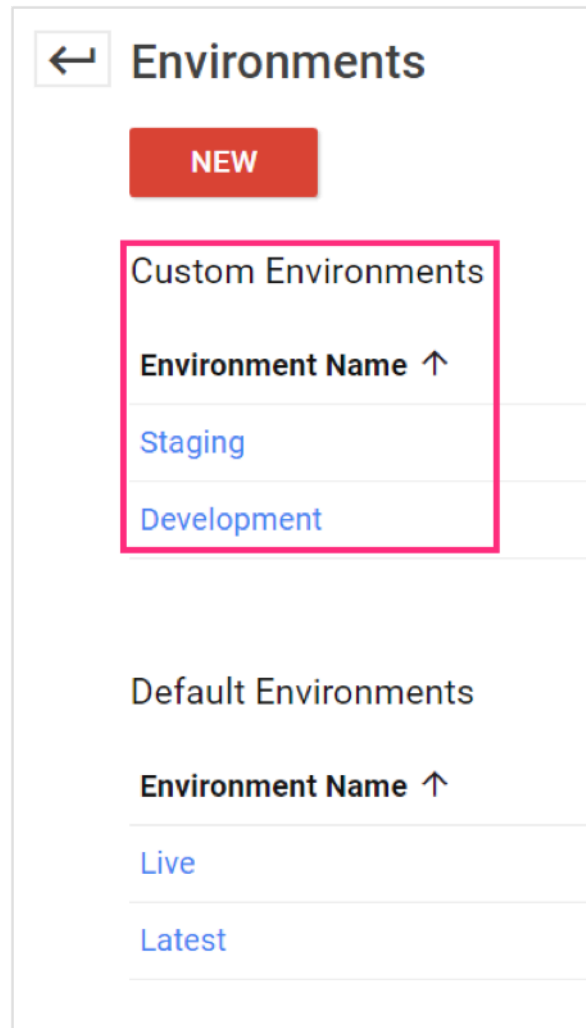 Environments
NEW
Custom Environments
Environment Name ↑
Staging
Development
Default Environments
Environment Name ↑
Live
Latest